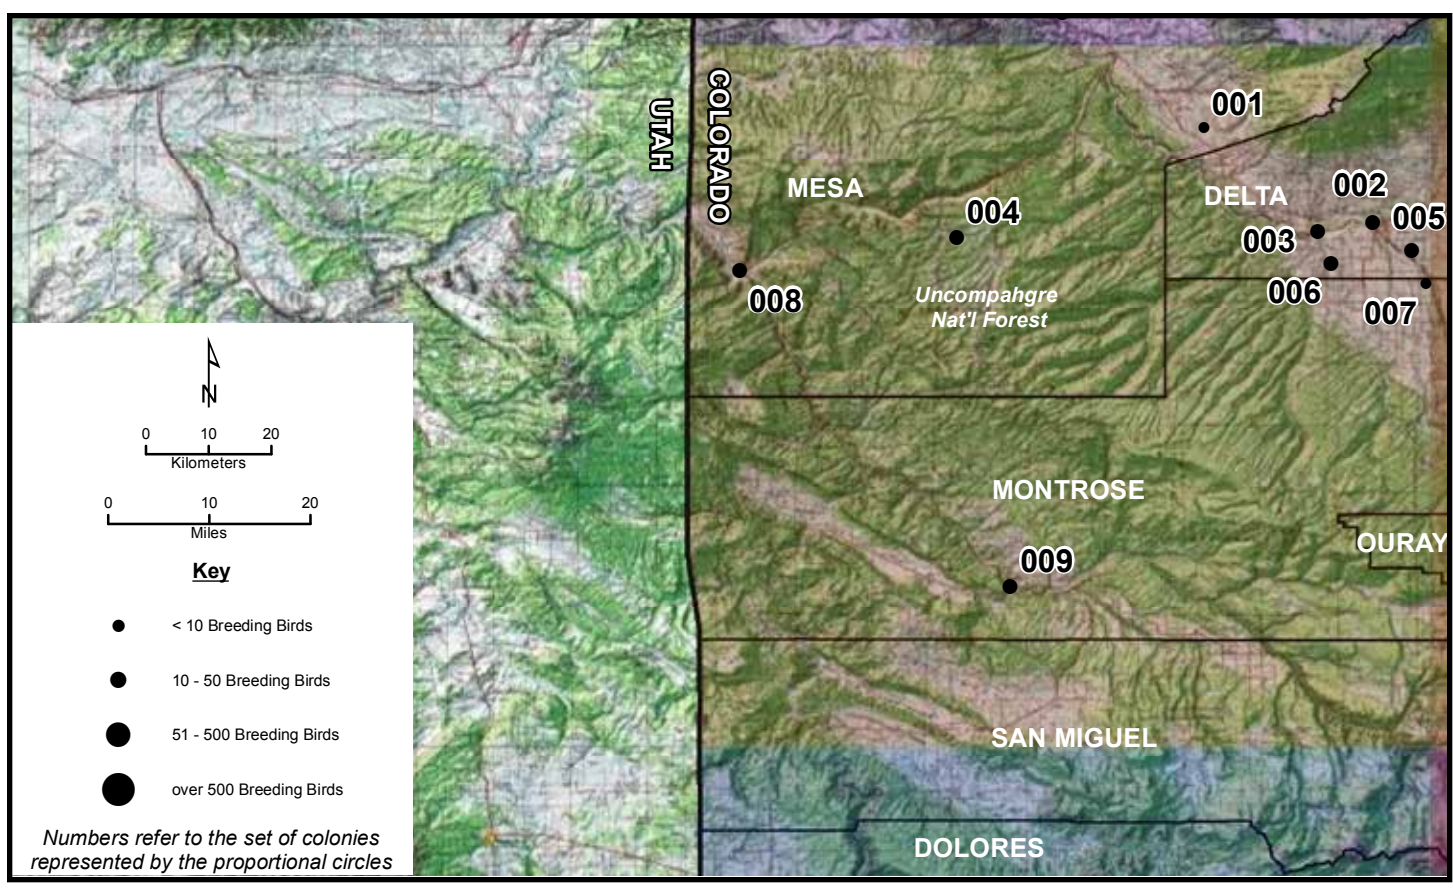 UTAH
COLORADO
001
MESA
DELTA
002
004
003
005
008
006
007
Uncompahgre
Nat'l Forest
N
0 10 20
Kilometers
0 10 20
Miles
MONTROSE
OURAY
009
Key
< 10 Breeding Birds
10 - 50 Breeding Birds
51 - 500 Breeding Birds
over 500 Breeding Birds
SAN MIGUEL
DOLORES
Numbers refer to the set of colonies
represented by the proportional circles